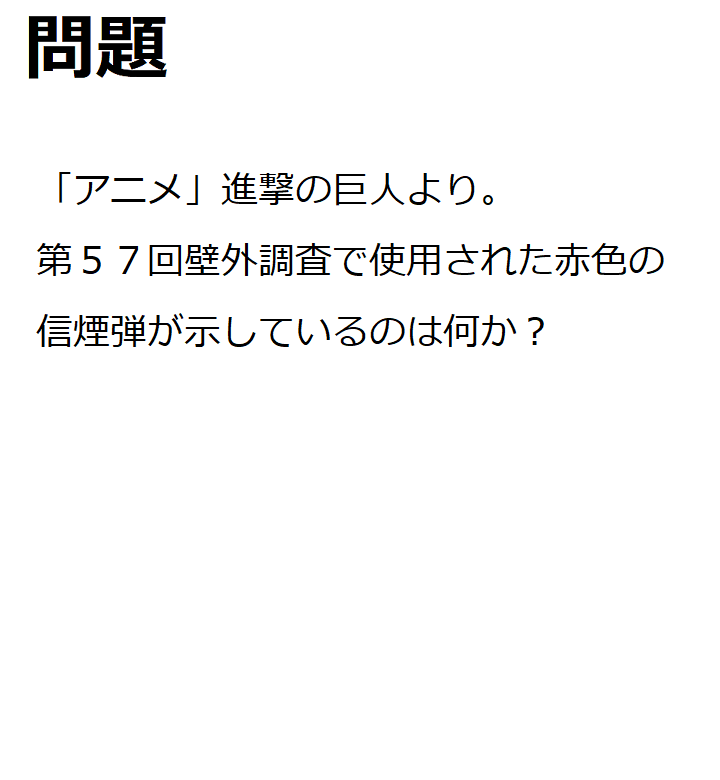 問題
「アニメ」進撃の巨人より。
第５７回壁外調査で使用された赤色の
信煙弾が示しているのは何か？